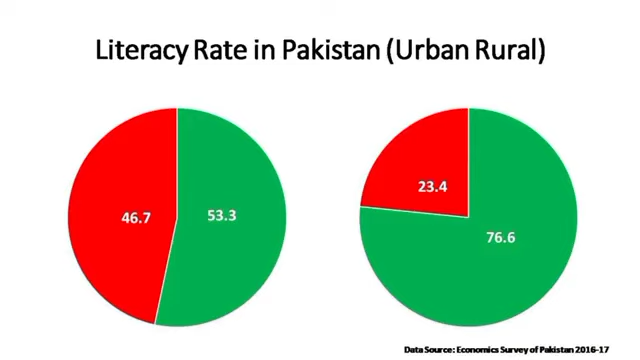 Literacy Rate in Pakistan (Urban Rural)
46.7 53.3
23.4
76.6
Data Source: Economics Survey of Pakistan 2016-17